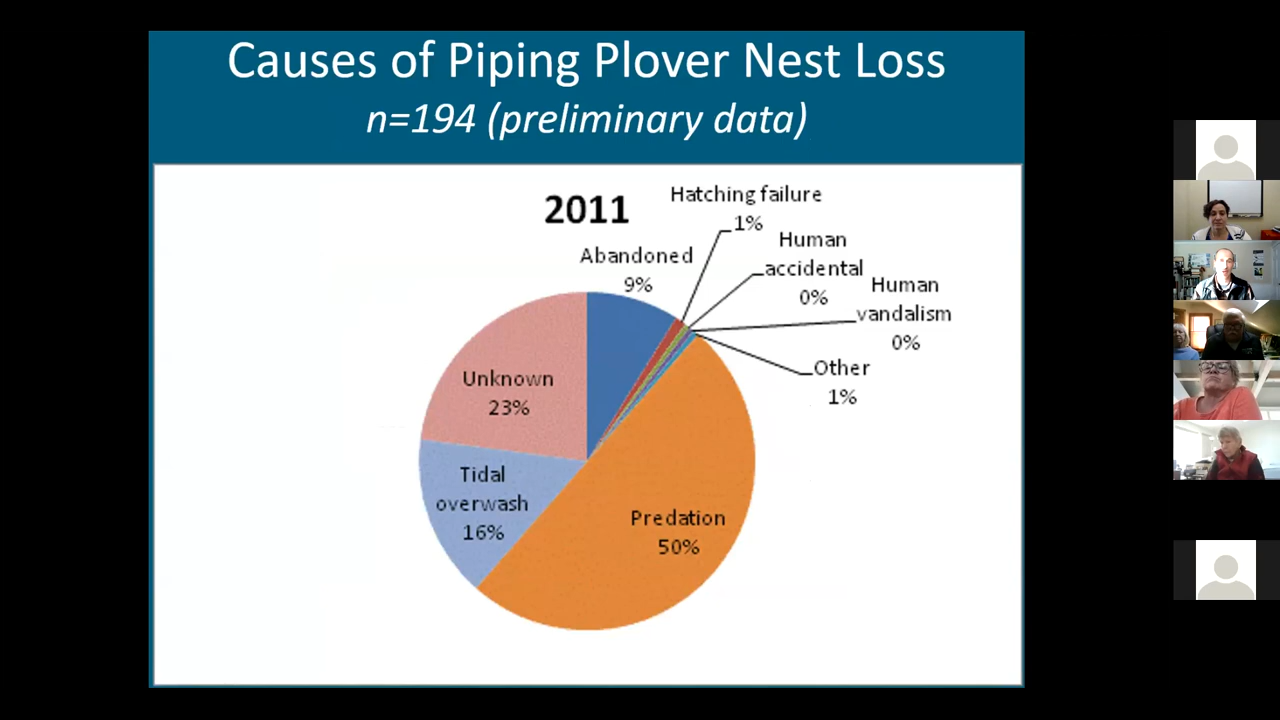 Causes of Piping Plover Nest Loss
n=194 (preliminary data)
2011
Hatching failure
1%
Abandoned
9%
Human
accidental
0%
Human
vandalism
0%
Other
1%
Unknown
23%
Tidal
overwash
16%
Predation
50%